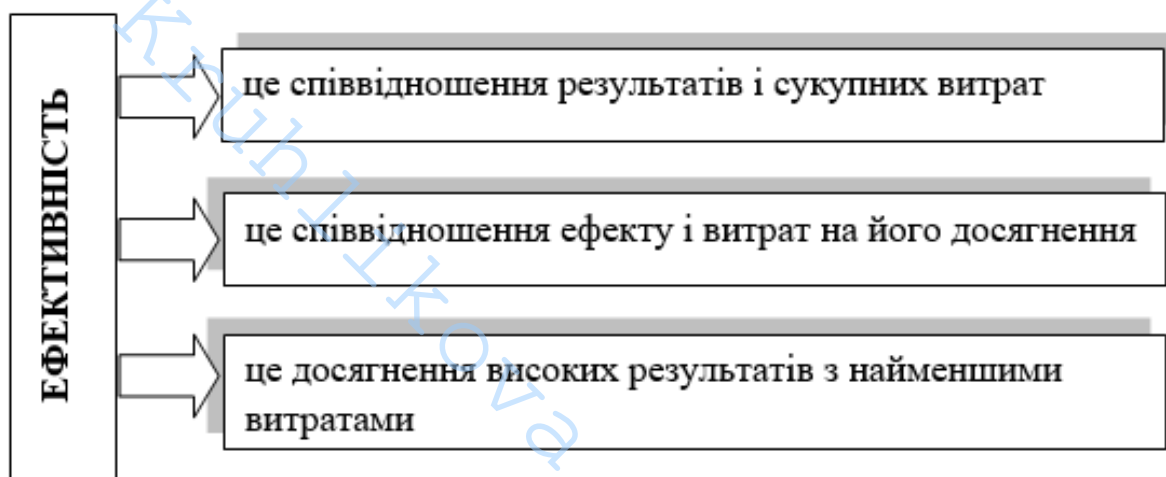 ЕФЕКТИВНІСТЬ
це співвідношення результатів і сукупних витрат
це співвідношення ефекту і витрат на його досягнення
це досягнення високих результатів з найменшими
витратами
kruhlikova